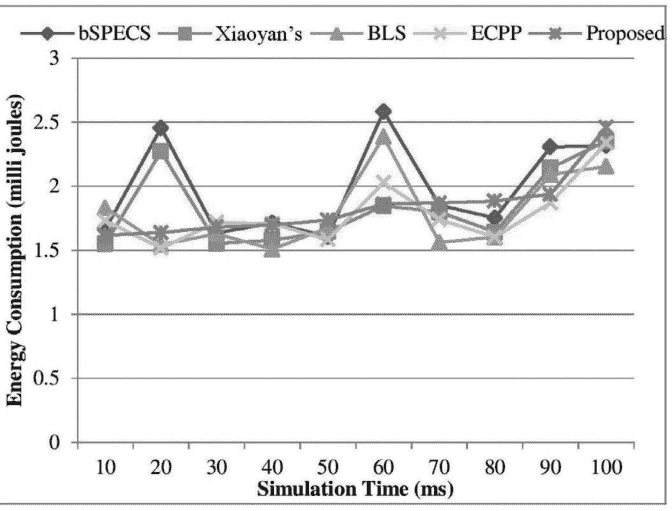 bSPECS Xiaoyan's BLS ECPP Proposed
3
2.5
2
1.5
1
0.5
0
Energy Consumption (milli joules)
10 20 30 40 50 60 70 80 90 100
Simulation Time (ms)